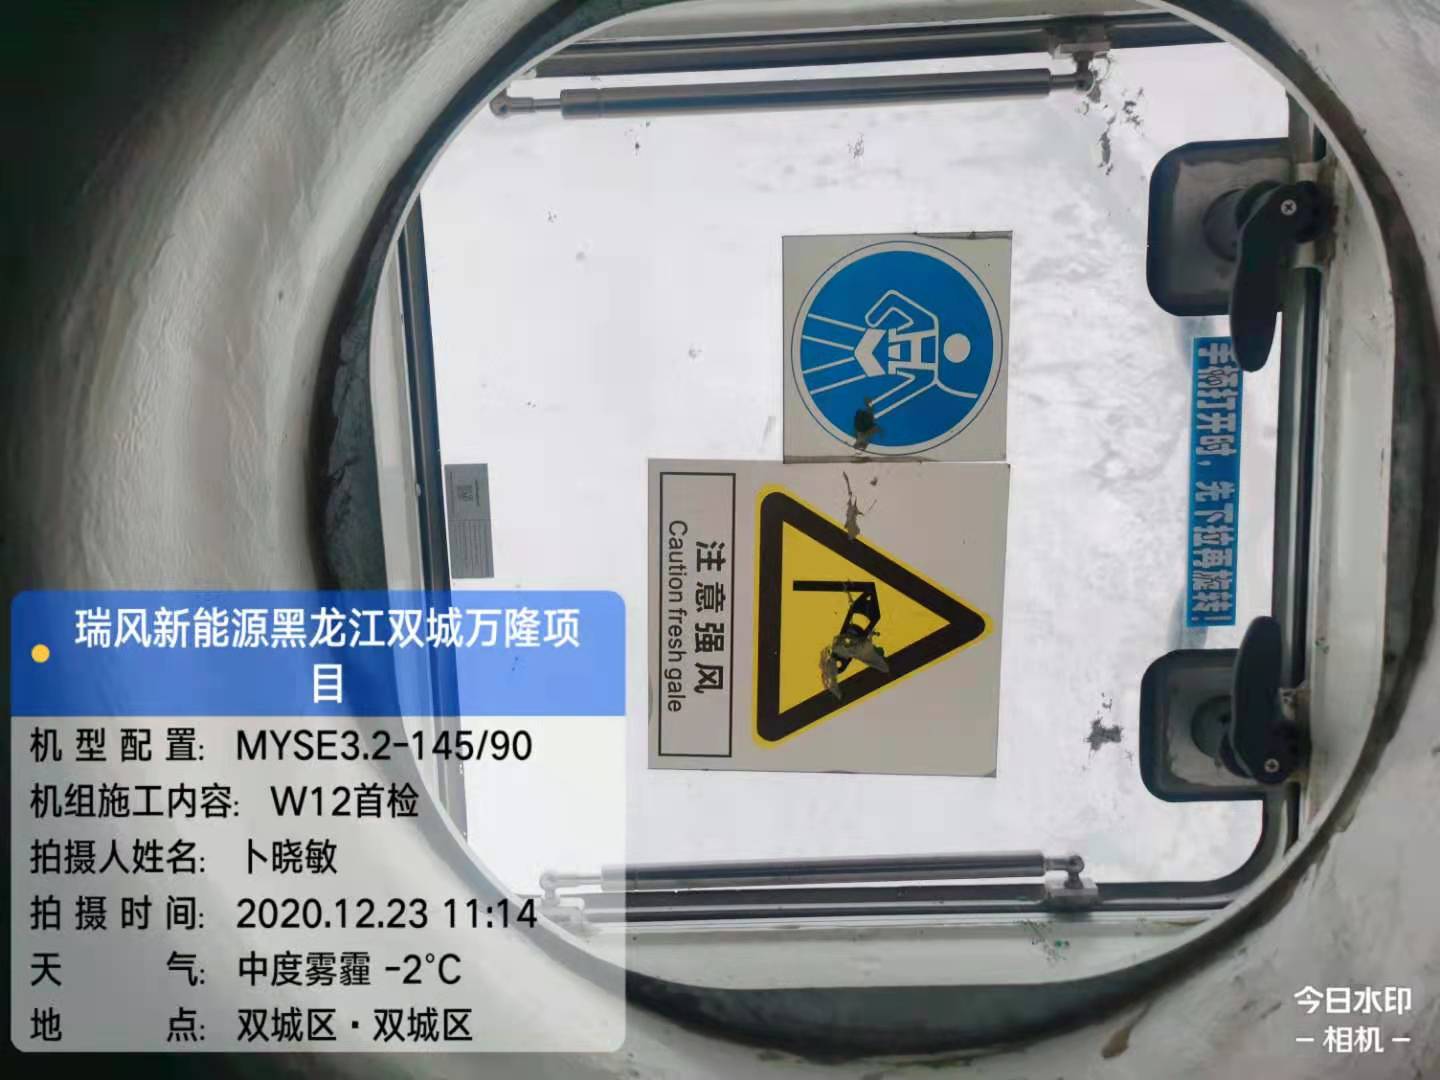 手柄打开时，先下拉再旋转!
注意强风
Caution fresh gale
瑞风新能源黑龙江双城万隆项
目
机型配置: MYSE3.2-145/90
机组施工内容: W12首检
拍摄人姓名: 卜晓敏
拍摄时间: 2020.12.23 11:14
天气: 中度雾霾 -2°C
地点: 双城区·双城区
今日水印
-相机-